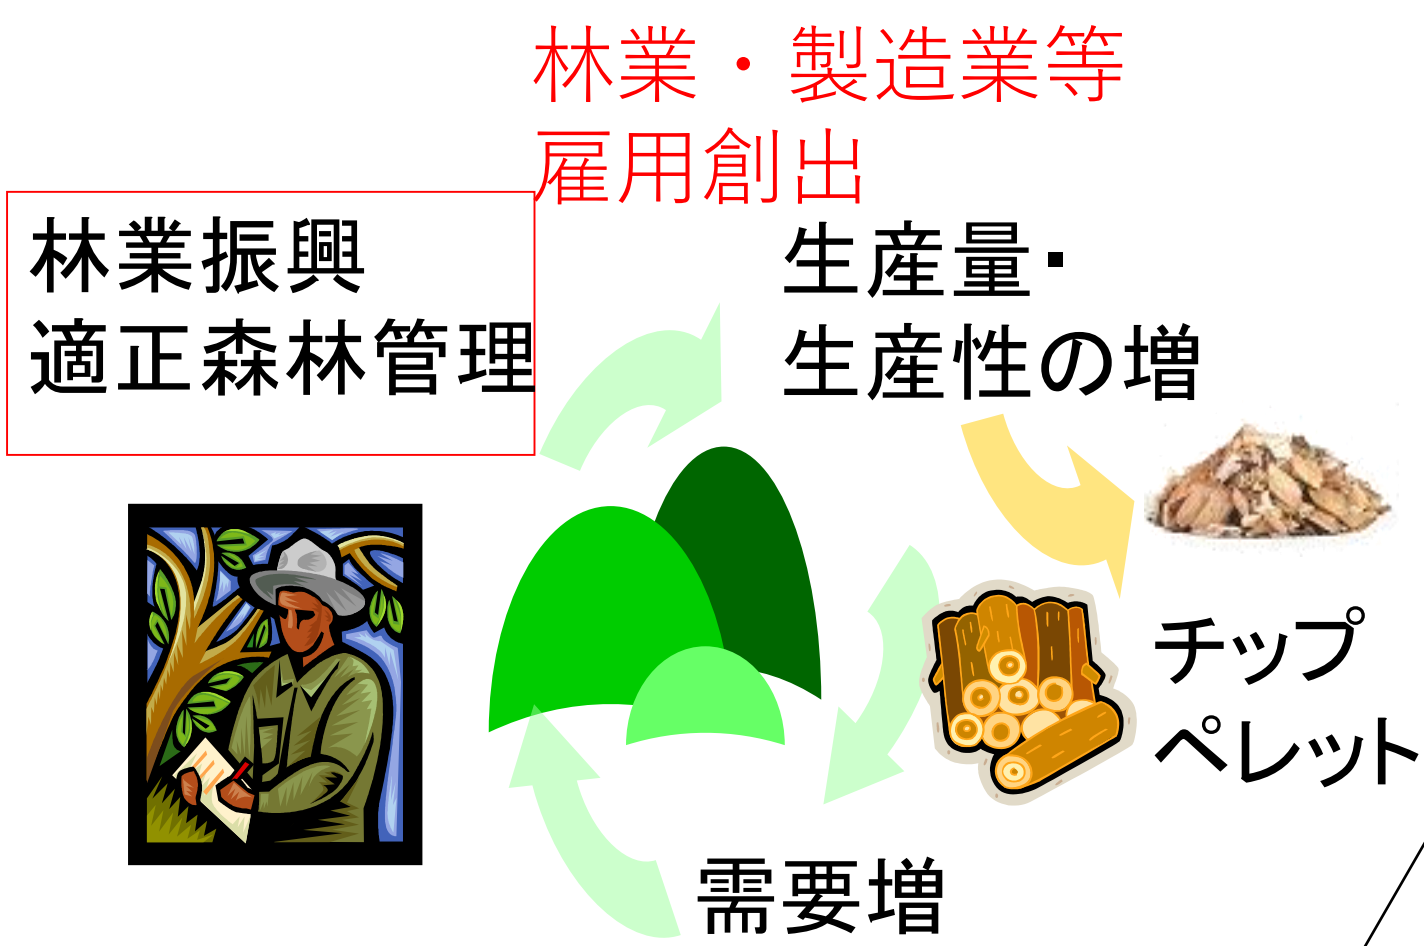 林業・製造業等
雇用創出
林業振興
適正森林管理
生産量・
生産性の増
チップ
ペレット
需要増